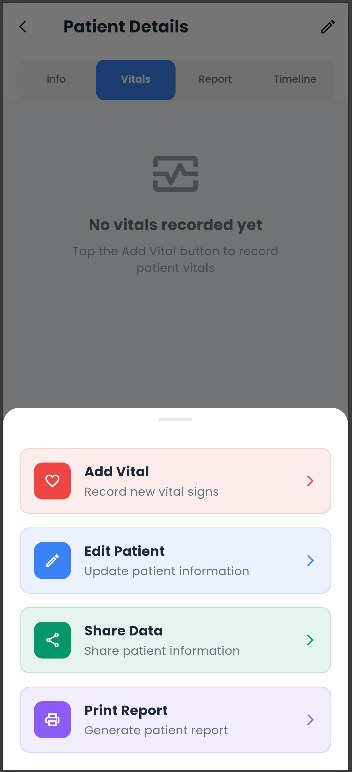 Patient Details
Info
Vitals
Report
Timeline
No vitals recorded yet
Tap the Add Vital button to record
patient vitals
Add Vital
Record new vital signs
Edit Patient
Update patient information
Share Data
Share patient information
Print Report
Generate patient report